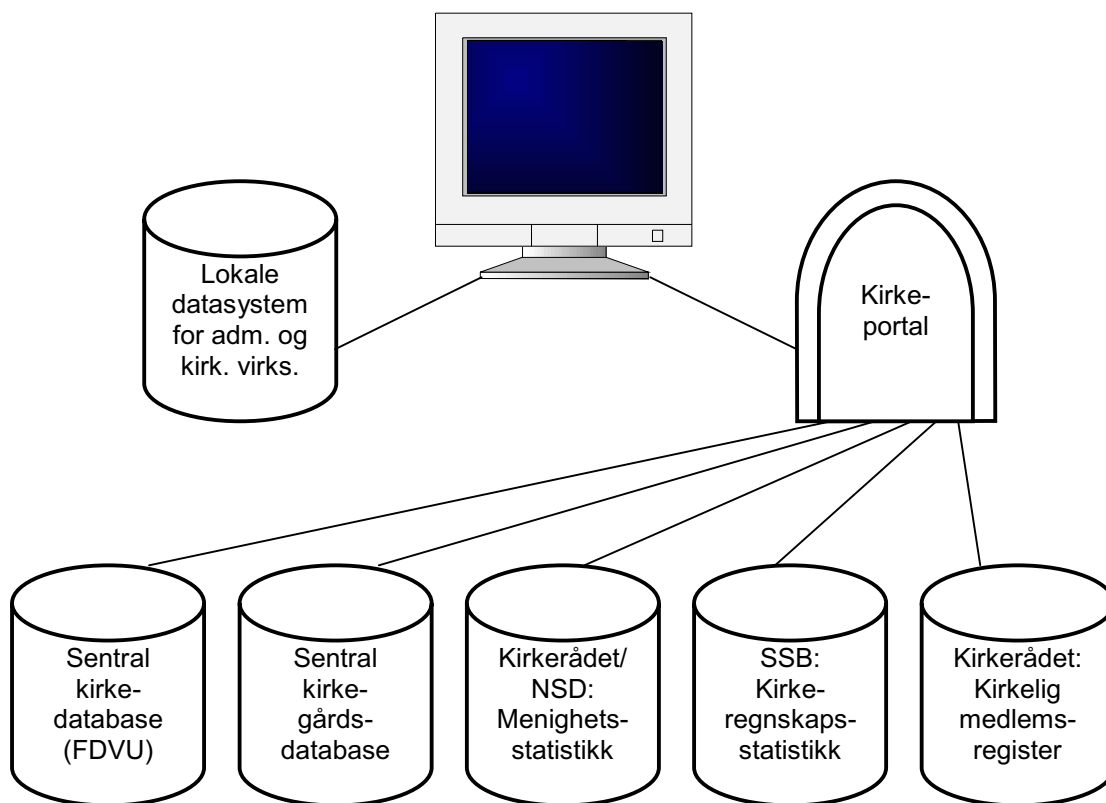 Lokale
datasystem
for adm. og
kirk. virks.
Kirke-
portal
Sentral
kirke-
database
(FDVU)
Sentral
kirke-
gårds-
database
Kirkerådet/
NSD:
Menighets-
statistikk
SSB:
Kirke-
regnskaps-
statistikk
Kirkerådet:
Kirkelig
medlems-
register